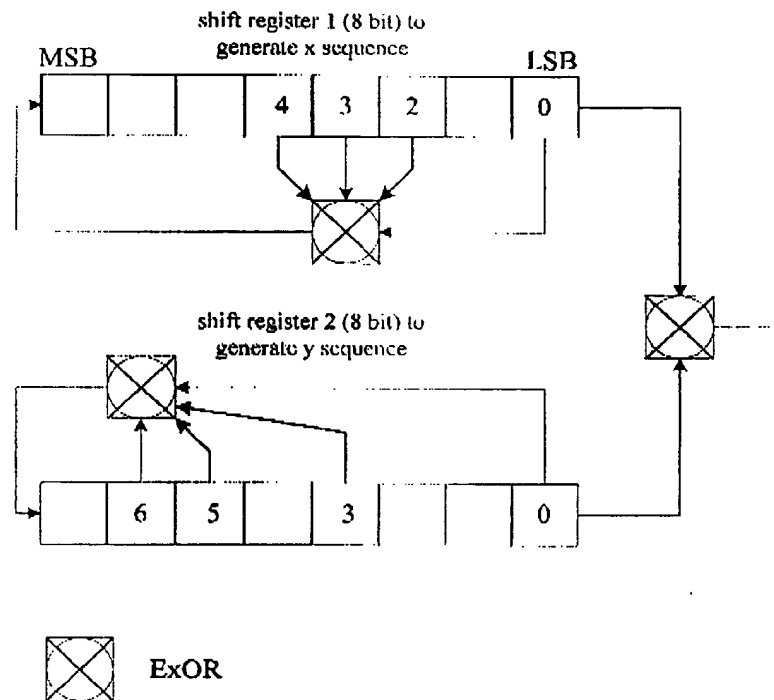 shift register 1 (8 bit) to
generate x sequence
MSB
LSB
4 3 2 0
shift register 2 (8 bit) to
generate y sequence
6 5 3 0
ExOR